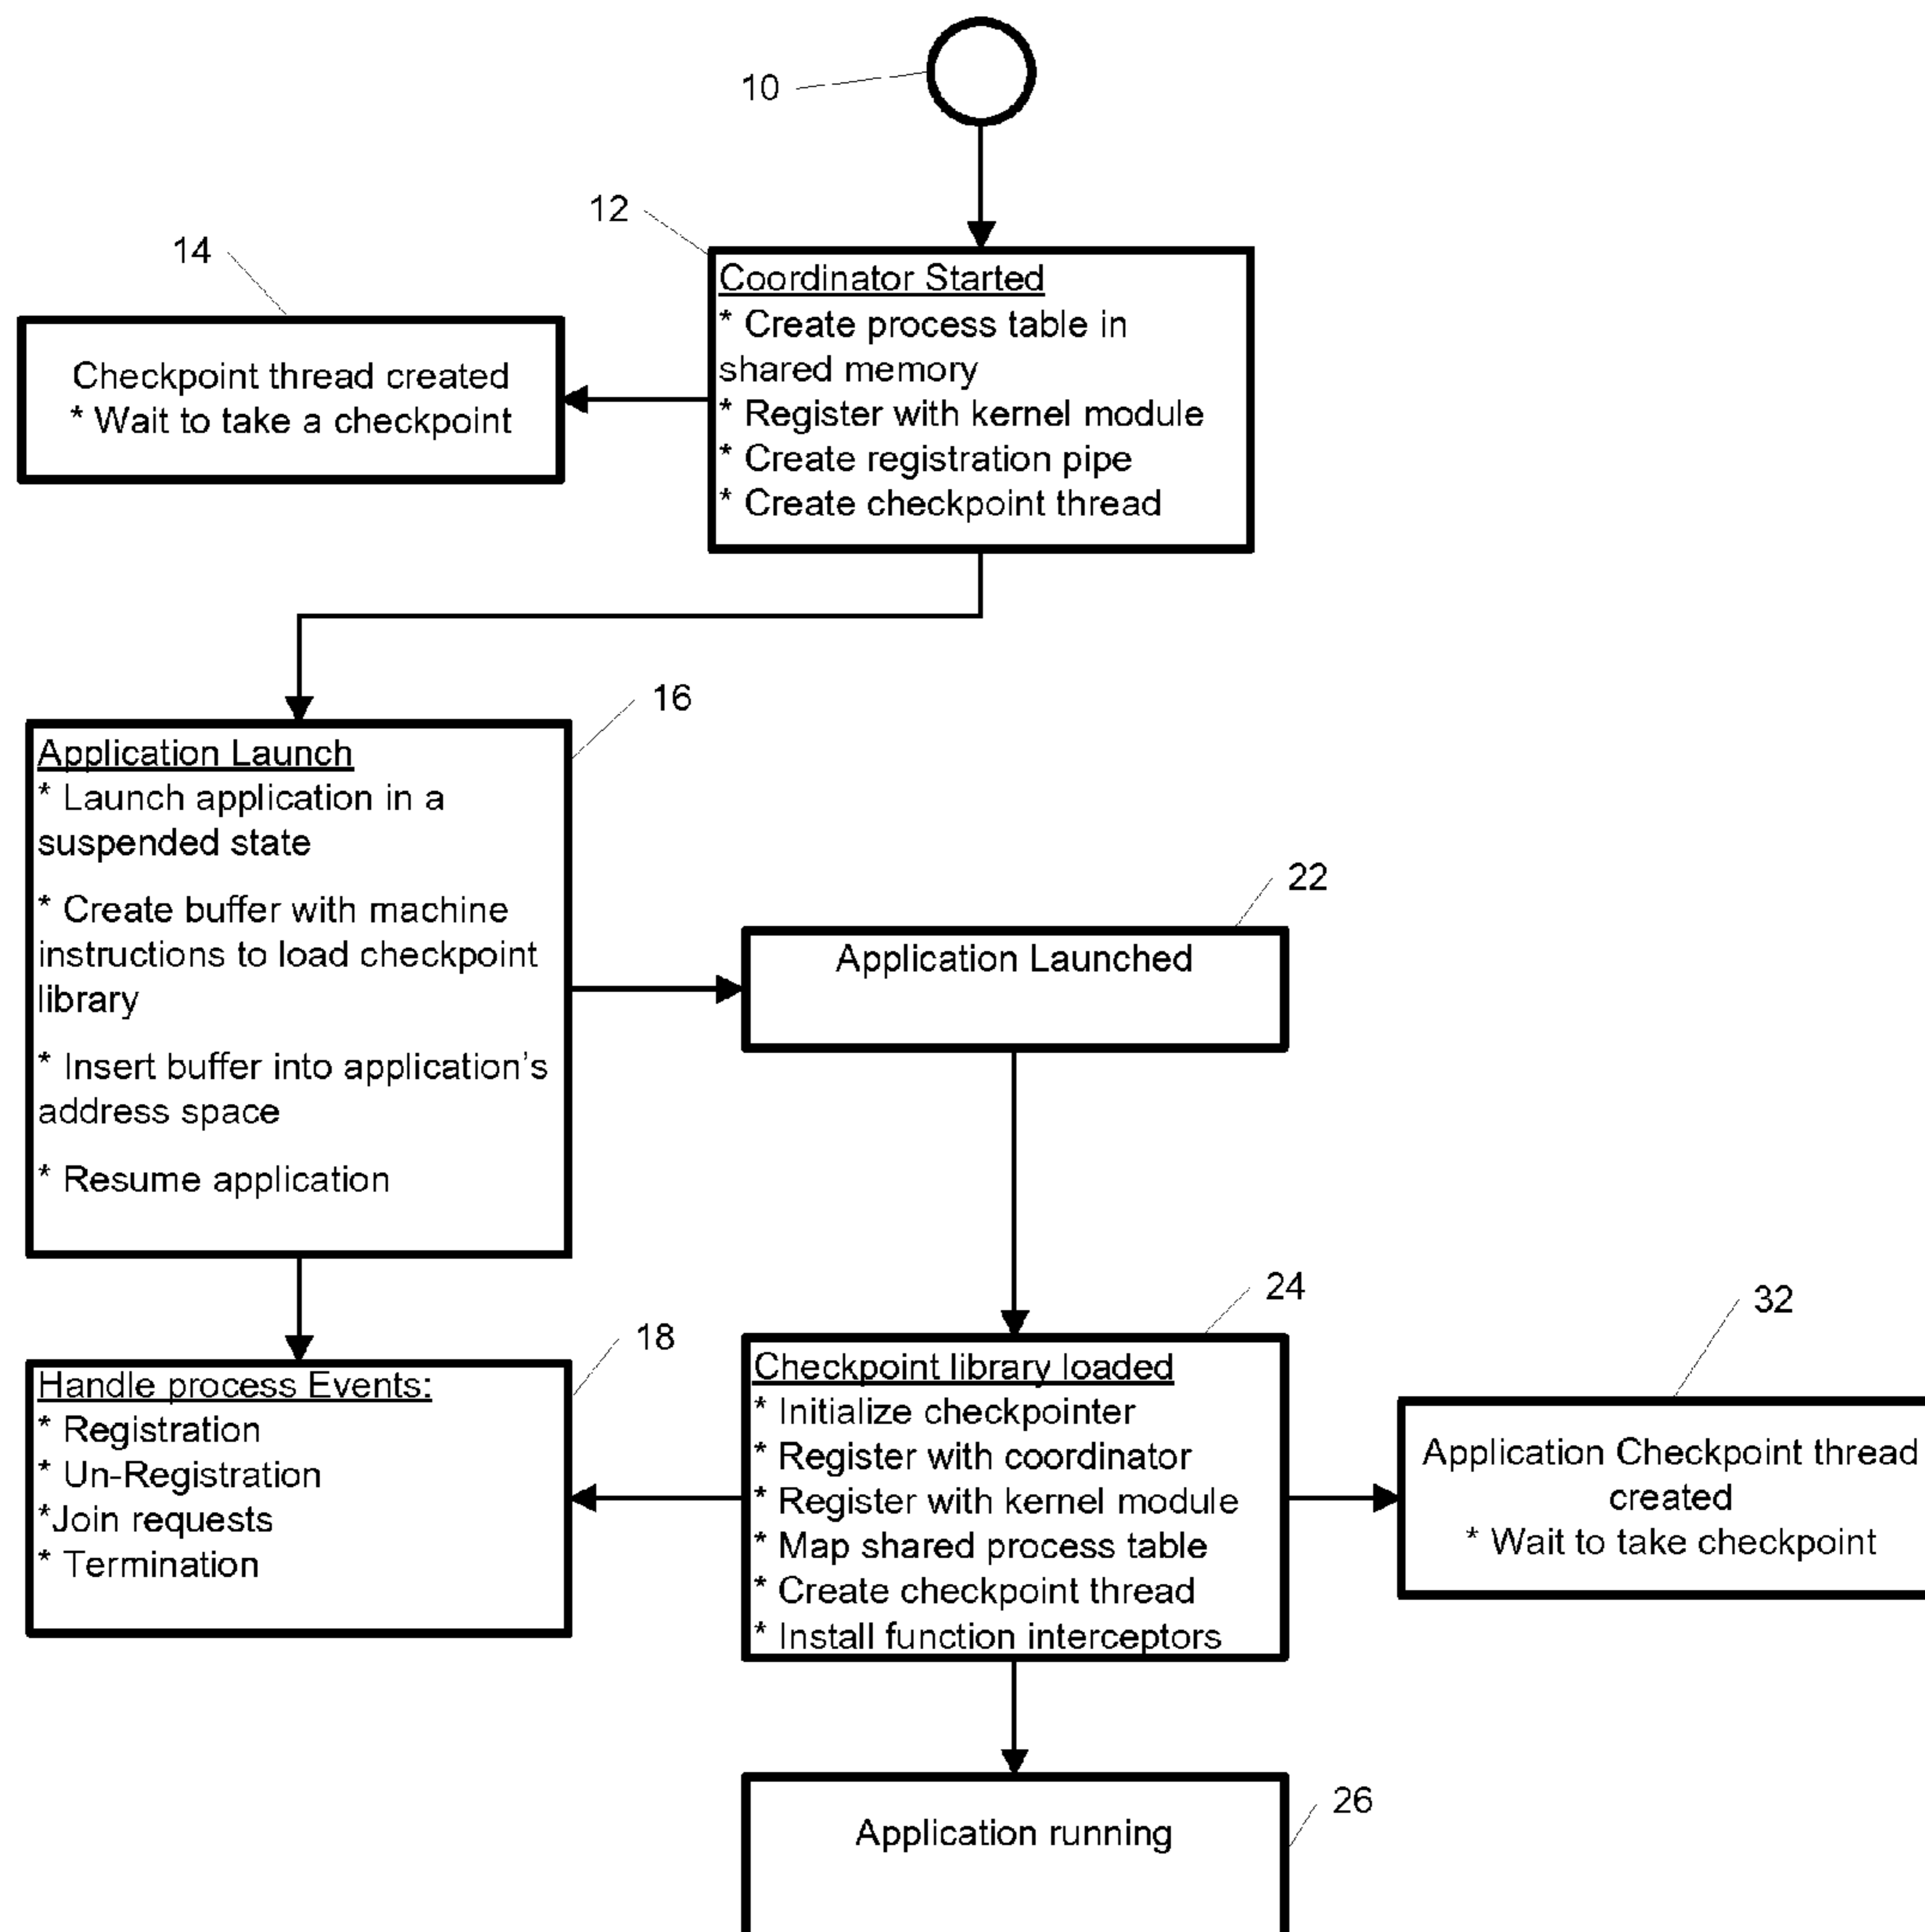 10
12
Coordinator Started
* Create process table in
shared memory
* Register with kernel module
* Create registration pipe
* Create checkpoint thread
14
Checkpoint thread created
* Wait to take a checkpoint
16
Application Launch
* Launch application in a
suspended state
* Create buffer with machine
instructions to load checkpoint
library
* Insert buffer into application's
address space
* Resume application
22
Application Launched
18
Handle process Events:
* Registration
* Un-Registration
*Join requests
* Termination
24
Checkpoint library loaded
* Initialize checkpointer
* Register with coordinator
* Register with kernel module
* Map shared process table
* Create checkpoint thread
* Install function interceptors
32
Application Checkpoint thread
created
* Wait to take checkpoint
26
Application running